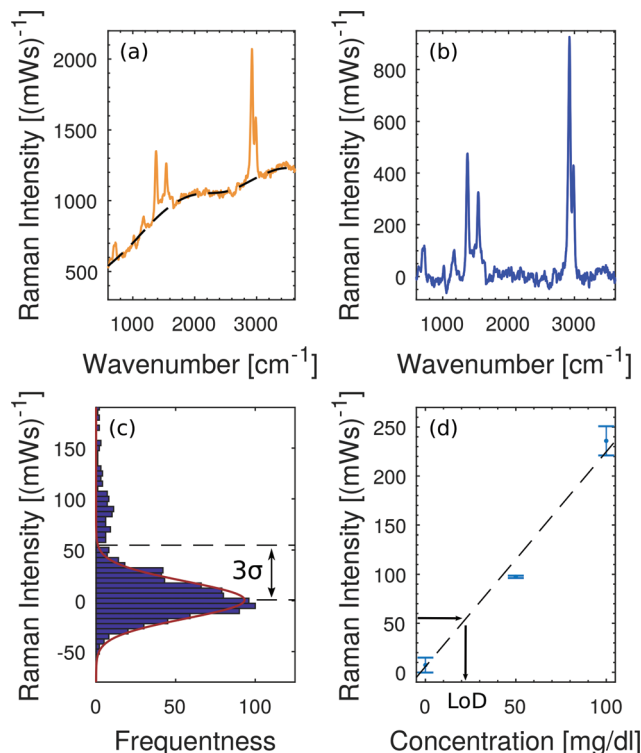 (a)
Raman Intensity [(mWs)⁻¹]
2000
1500
1000
500
1000 2000 3000
Wavenumber [cm⁻¹]
(b)
Raman Intensity [(mWs)⁻¹]
800
600
400
200
0
1000 2000 3000
Wavenumber [cm⁻¹]
(c)
Raman Intensity [(mWs)⁻¹]
150
100
50
0
-50
3σ
0 50 100
Frequentness
(d)
Raman Intensity [(mWs)⁻¹]
250
200
150
100
50
0
LoD
0 50 100
Concentration [mg/dl]